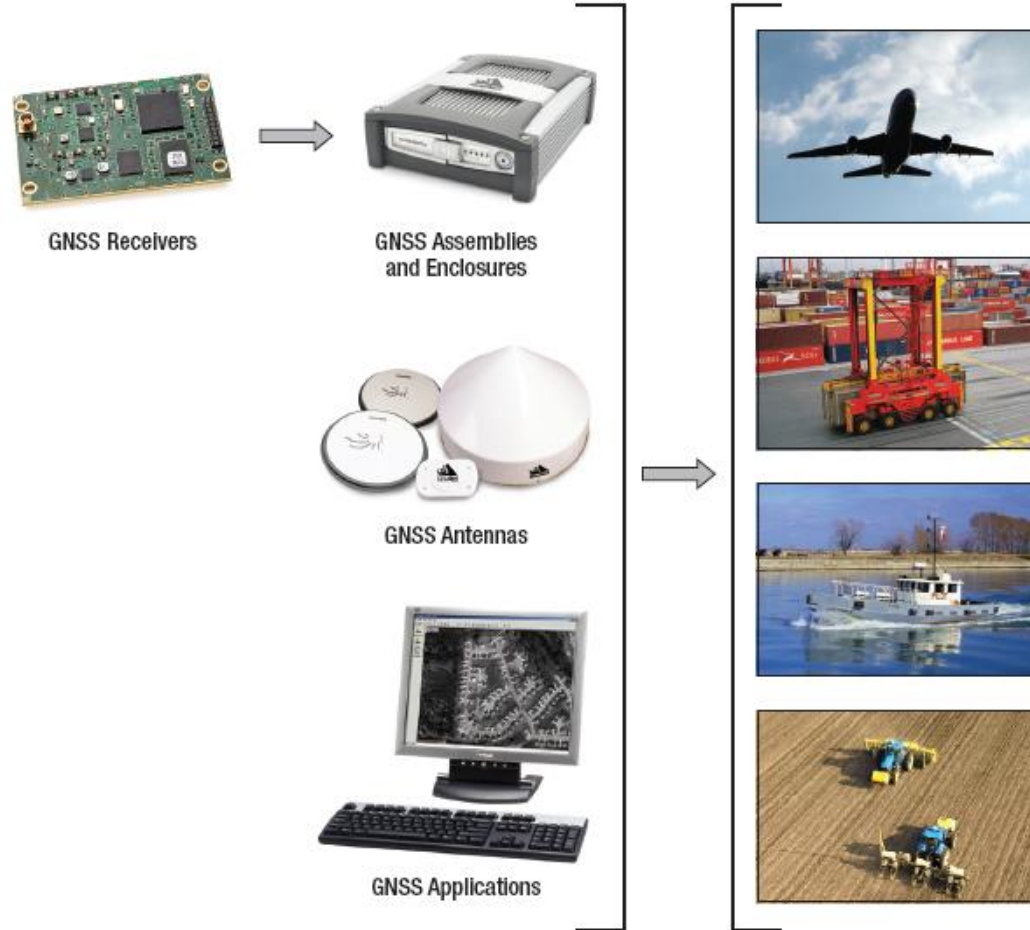 GNSS Receivers
GNSS Assemblies
and Enclosures
GNSS Antennas
GNSS Applications